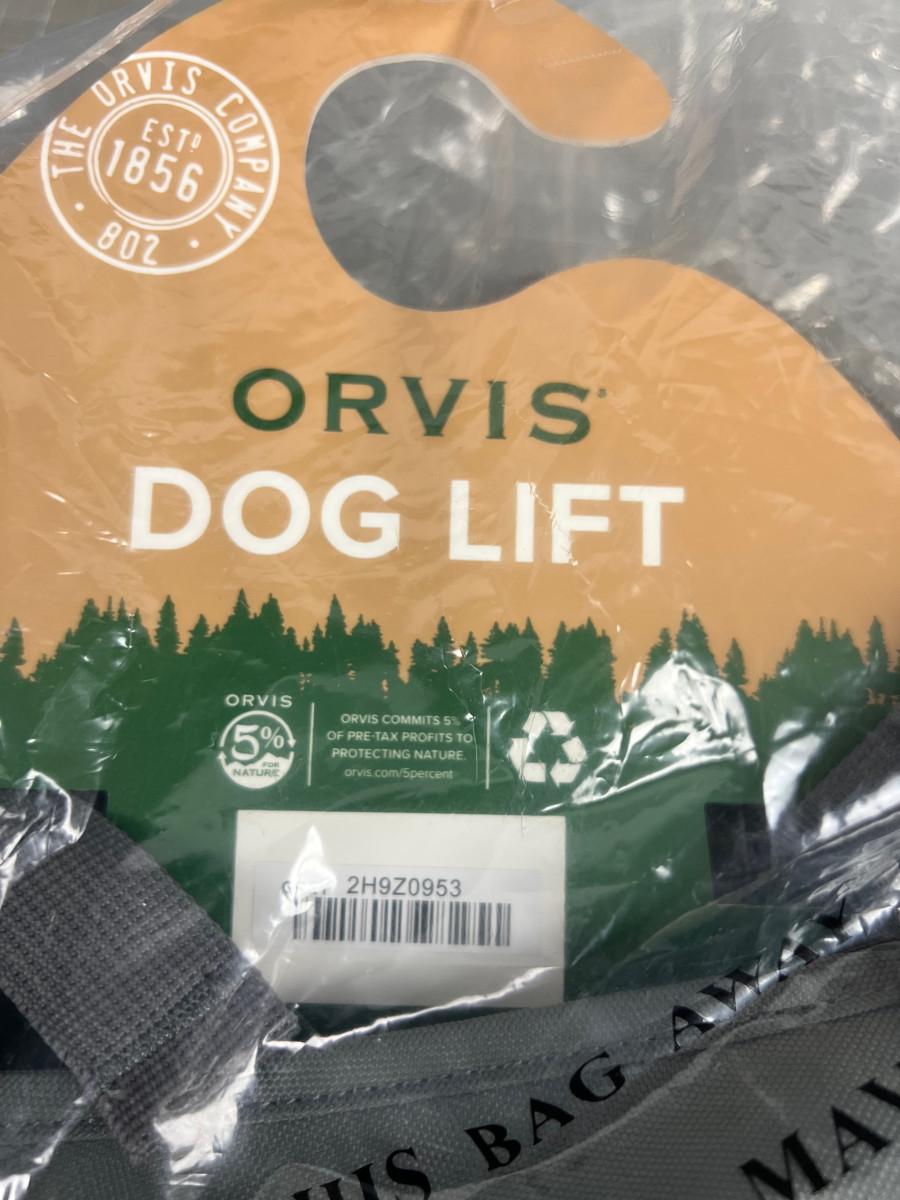 THE ORVIS COMPANY
ESTD
1856
• 802 •
ORVIS
DOG LIFT
ORVIS
5%
FOR
NATURE
ORVIS COMMITS 5%
OF PRE-TAX PROFITS TO
PROTECTING NATURE.
orvis.com/5percent
2H9Z0953
BAG AWAY